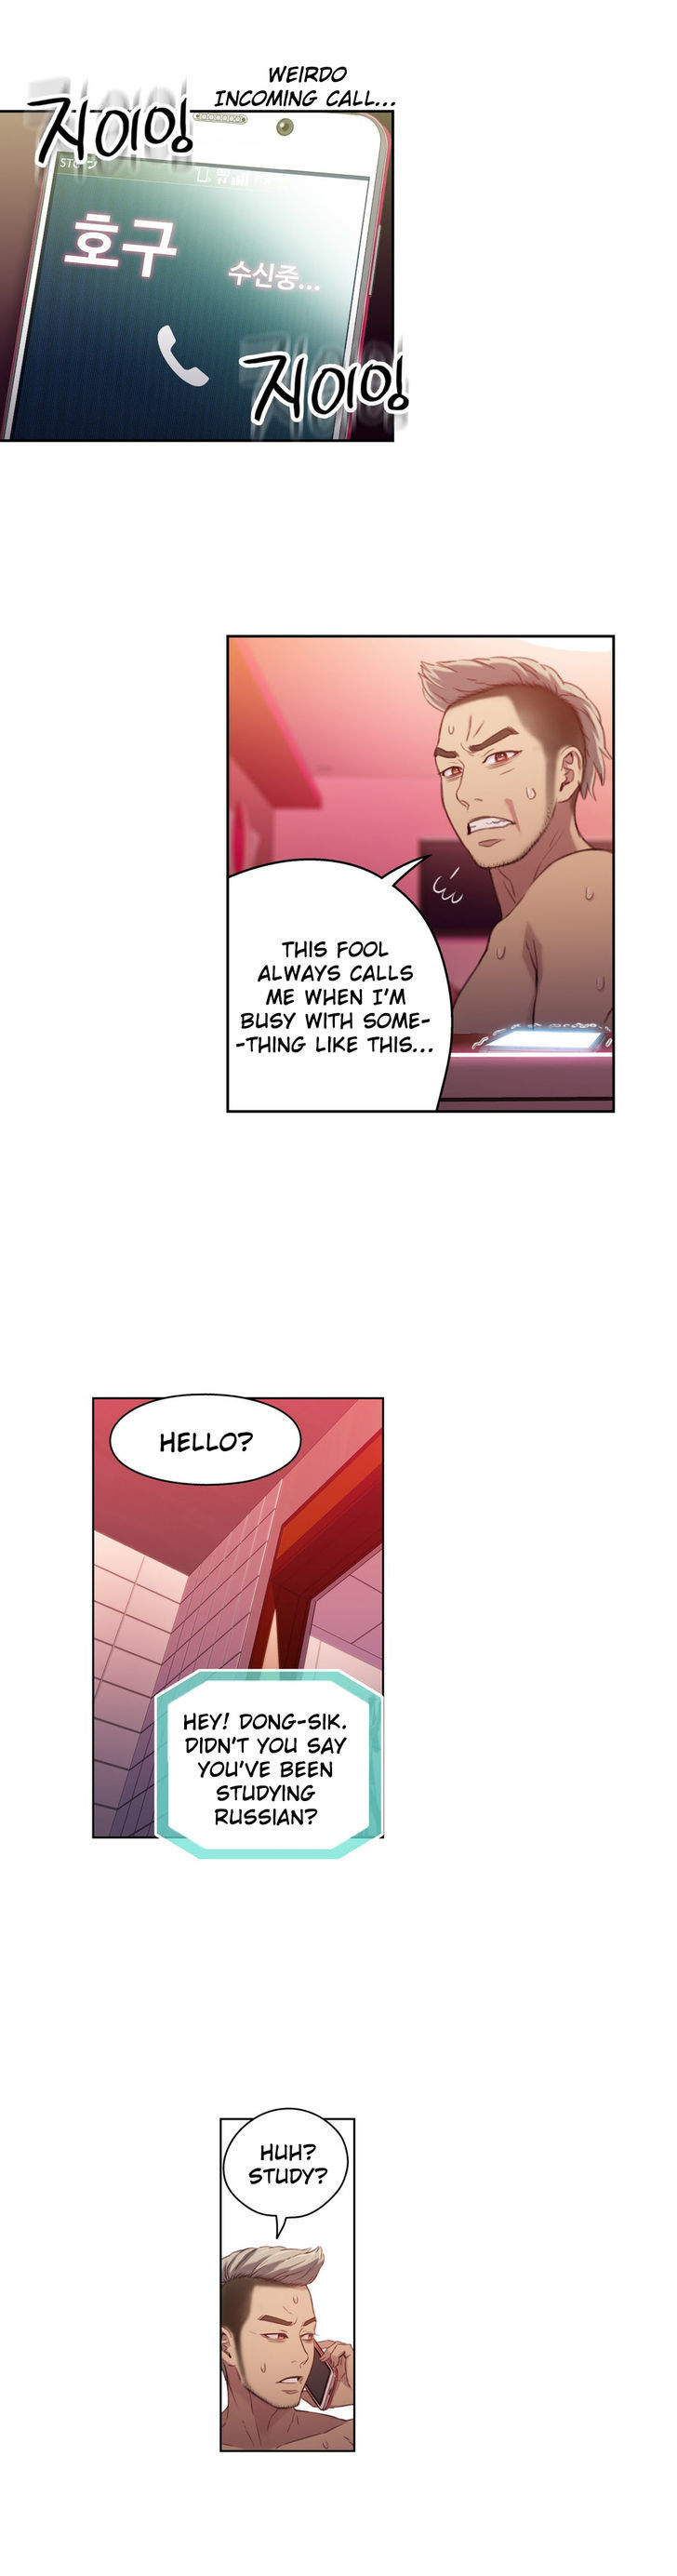 WEIRDO
INCOMING CALL...
지이잉
호구
수신중...
지이잉
THIS FOOL
ALWAYS CALLS
ME WHEN I'M
BUSY WITH SOME-
-THING LIKE THIS...
HELLO?
HEY! DONG-SIK.
DIDN'T YOU SAY
YOU'VE BEEN
STUDYING
RUSSIAN?
HUH?
STUDY?